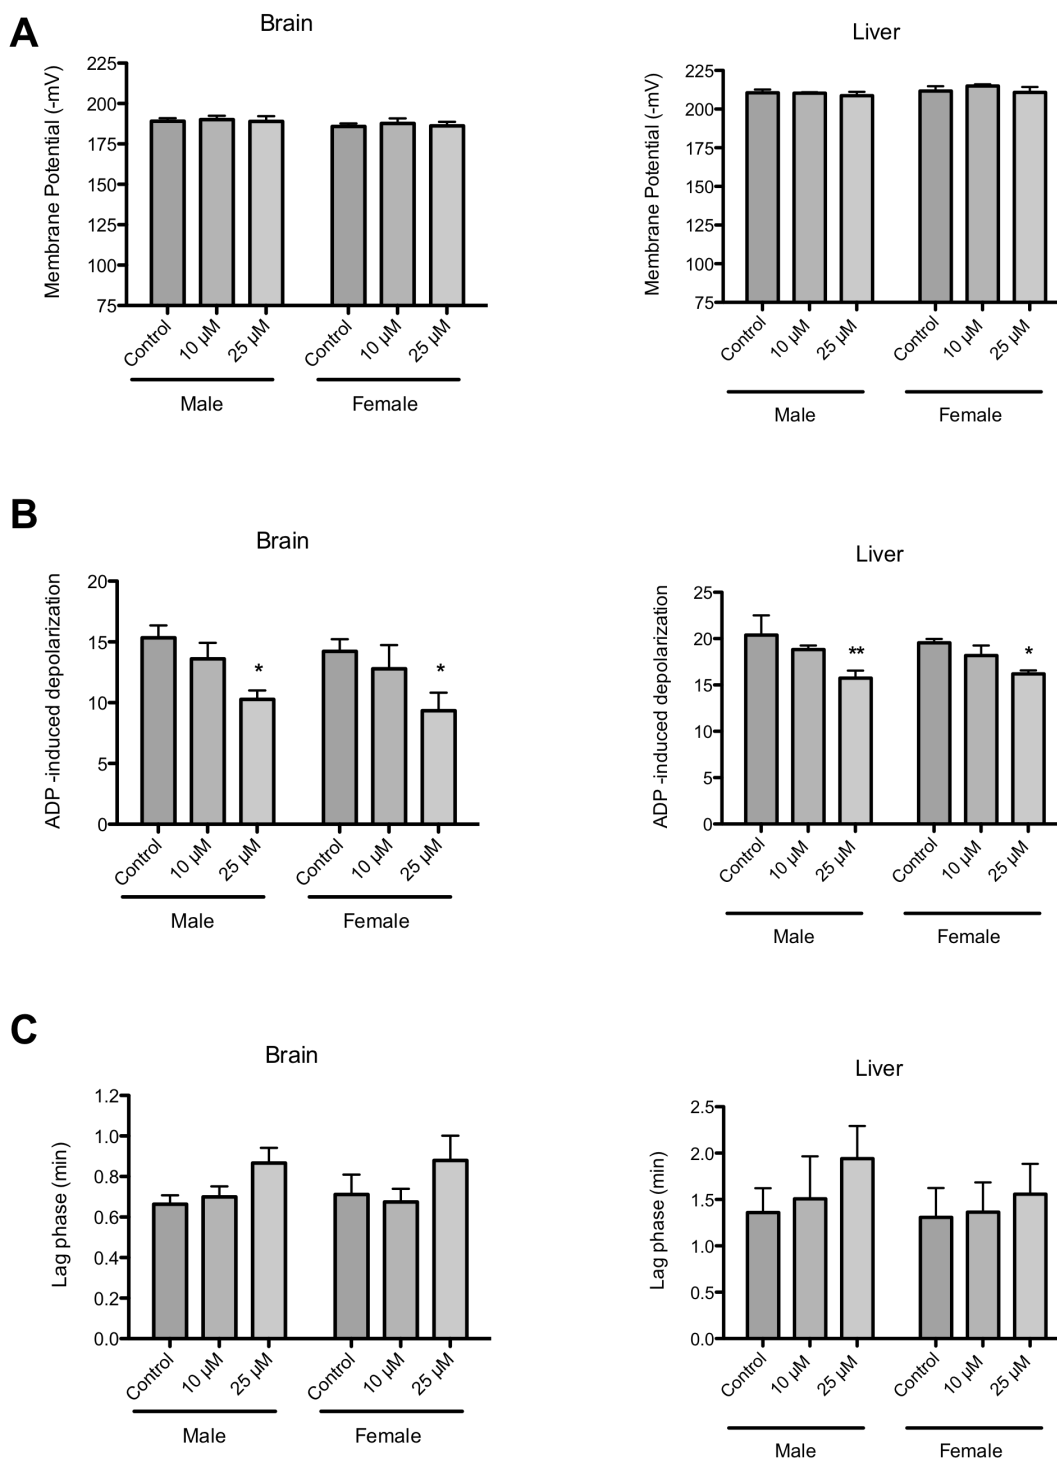 A
Brain
Liver
Membrane Potential (-mV)
225
200
175
150
125
100
75
Control
10 µM
25 µM
Control
10 µM
25 µM
Male
Female
Membrane Potential (-mV)
225
200
175
150
125
100
75
Control
10 µM
25 µM
Control
10 µM
25 µM
Male
Female
B
Brain
Liver
ADP -induced depolarization
20
15
10
5
0
*
*
Control
10 µM
25 µM
Control
10 µM
25 µM
Male
Female
ADP -induced depolarization
25
20
15
10
5
0
**
*
Control
10 µM
25 µM
Control
10 µM
25 µM
Male
Female
C
Brain
Liver
Lag phase (min)
1.2
1.0
0.8
0.6
0.4
0.2
0.0
Control
10 µM
25 µM
Control
10 µM
25 µM
Male
Female
Lag phase (min)
2.5
2.0
1.5
1.0
0.5
0.0
Control
10 µM
25 µM
Control
10 µM
25 µM
Male
Female